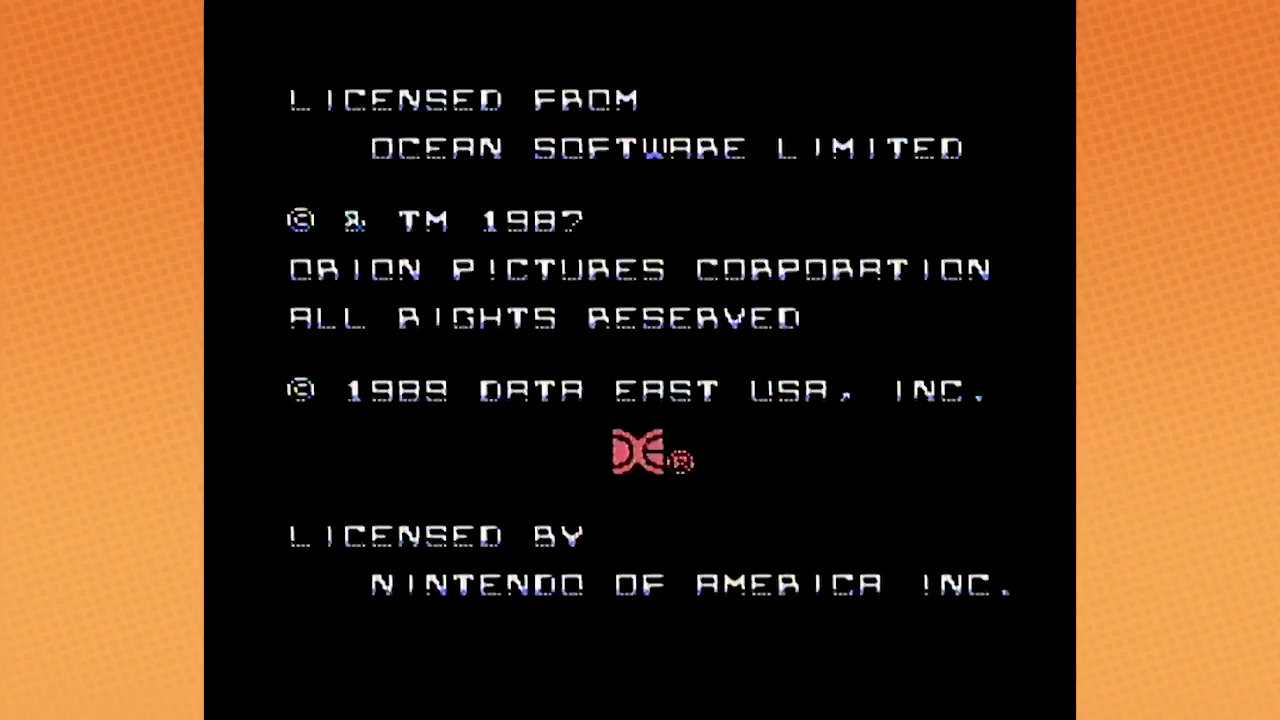 LICENSED FROM
OCEAN SOFTWARE LIMITED
© & TM 1987
ORION PICTURES CORPORATION
ALL RIGHTS RESERVED
© 1989 DATA EAST USA, INC.
DE®
LICENSED BY
NINTENDO OF AMERICA INC.